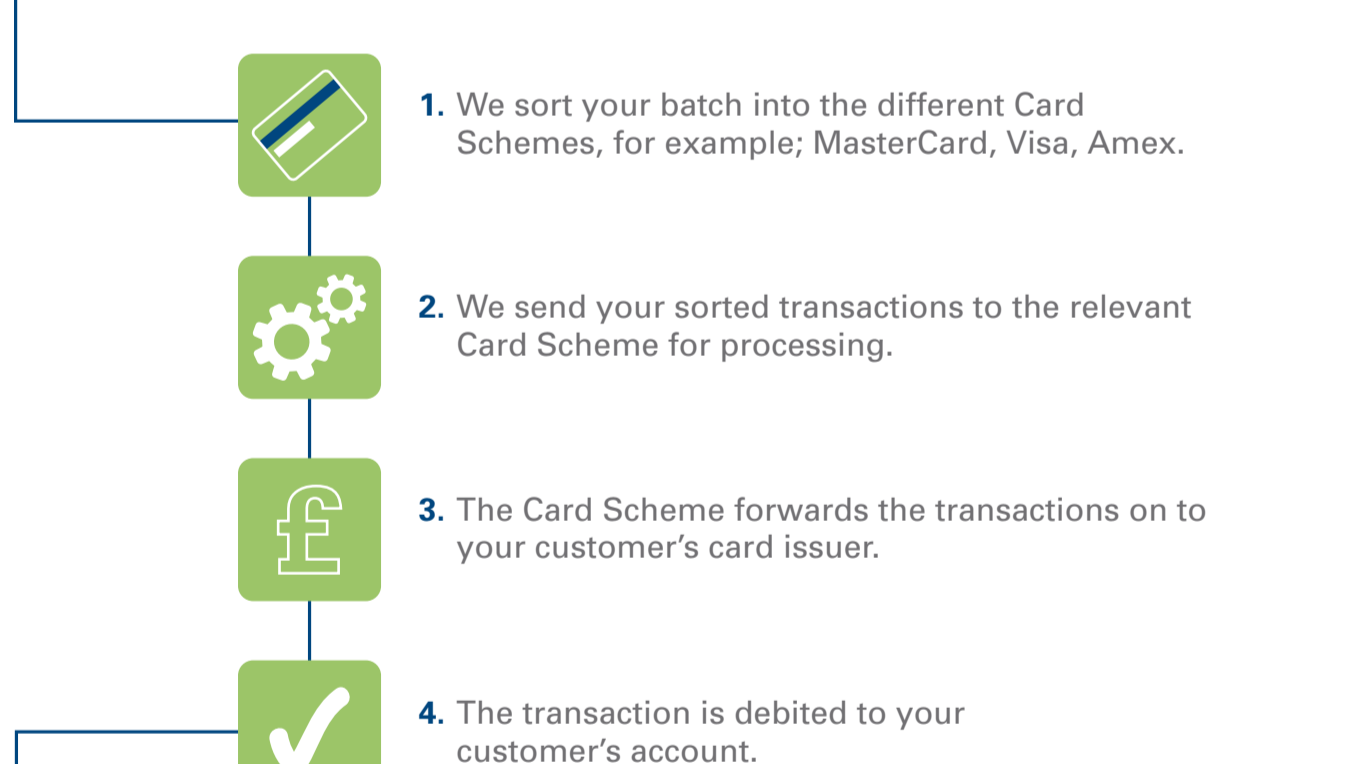 1. We sort your batch into the different Card
Schemes, for example; MasterCard, Visa, Amex.
2. We send your sorted transactions to the relevant
Card Scheme for processing.
£
3. The Card Scheme forwards the transactions on to
your customer’s card issuer.
4. The transaction is debited to your
customer’s account.